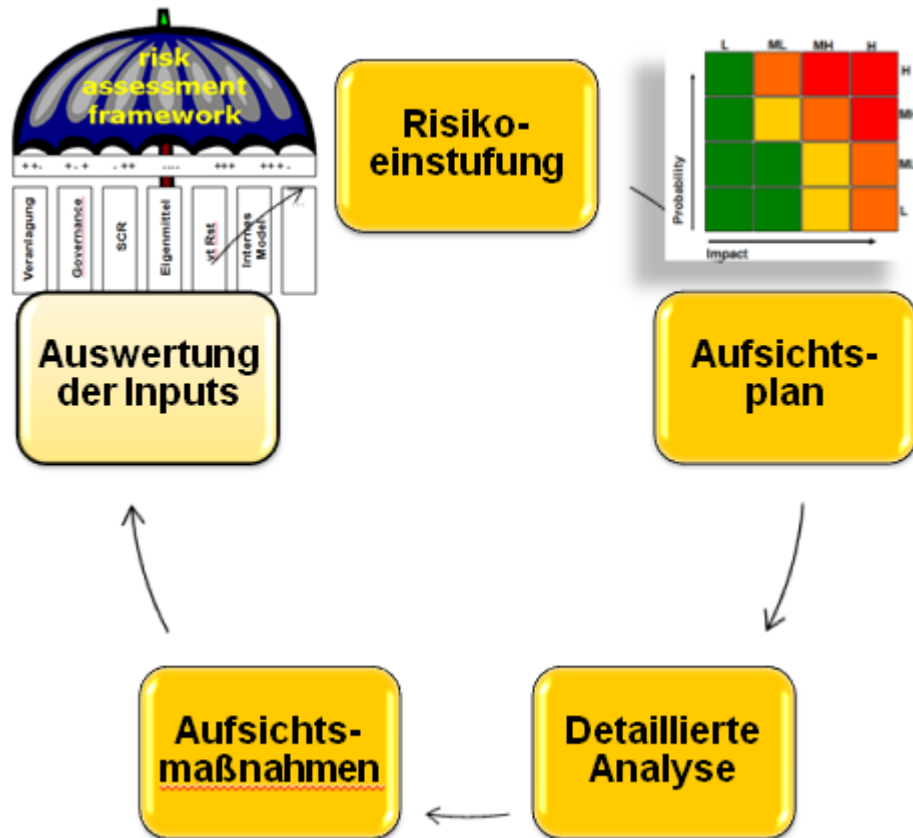 risk
assessment
framework
++- +-+ -++ ---- +++ +++-
Veranlagung
Governance
SCR
Eigenmittel
Internes
Model
Risiko-
einstufung
L ML MH H
H
L
Probability
Impact
Auswertung
der Inputs
Aufsichts-
plan
Aufsichts-
maßnahmen
Detaillierte
Analyse